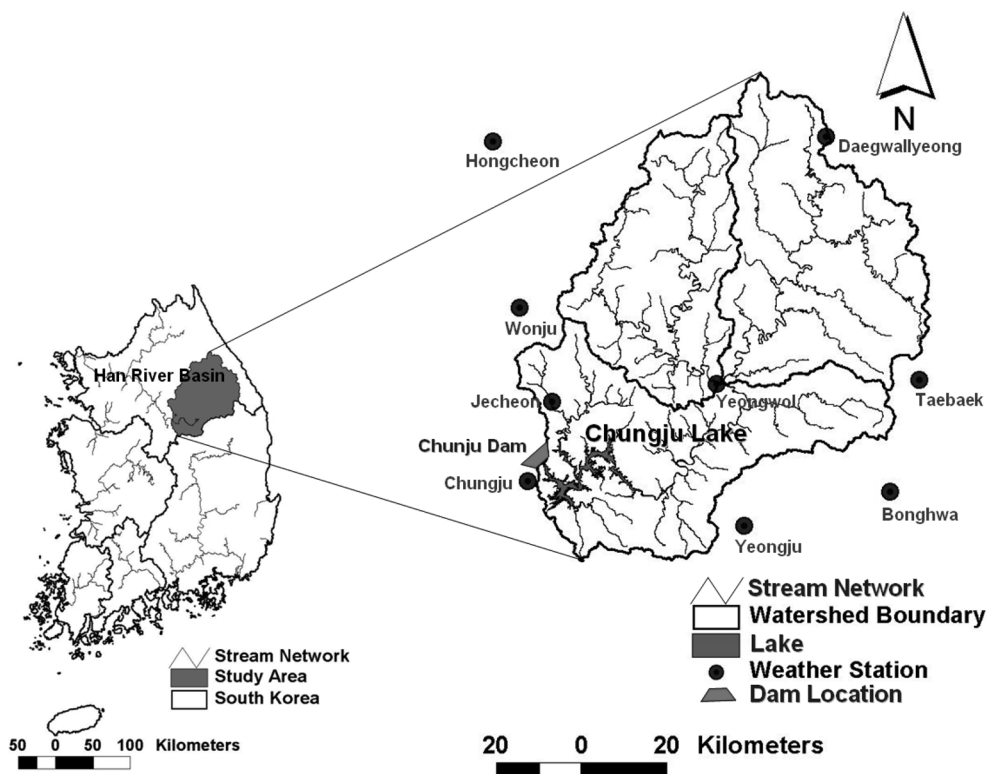 N
Daegwallyeong
Hongcheon
Wonju
Han River Basin
Jecheon
Yeongwol
Taebaek
Chungju Lake
Chunju Dam
Chungju
Bonghwa
Yeongju
Stream Network
Watershed Boundary
Lake
Weather Station
Dam Location
Stream Network
Study Area
South Korea
50 0 50 100 Kilometers
20 0 20 Kilometers